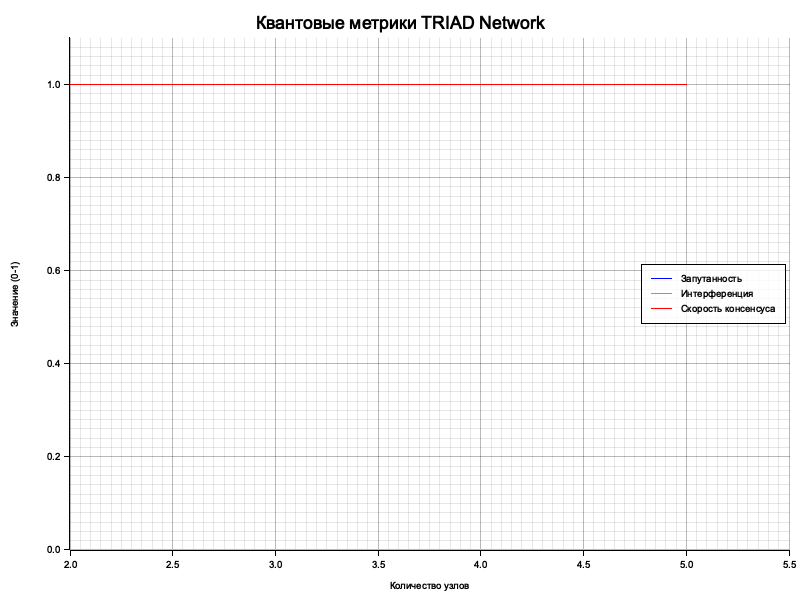 Квантовые метрики TRIAD Network
1.0
0.8
0.6
0.4
0.2
0.0
Значение (0-1)
Запутанность
Интерференция
Скорость консенсуса
2.0 2.5 3.0 3.5 4.0 4.5 5.0 5.5
Количество узлов